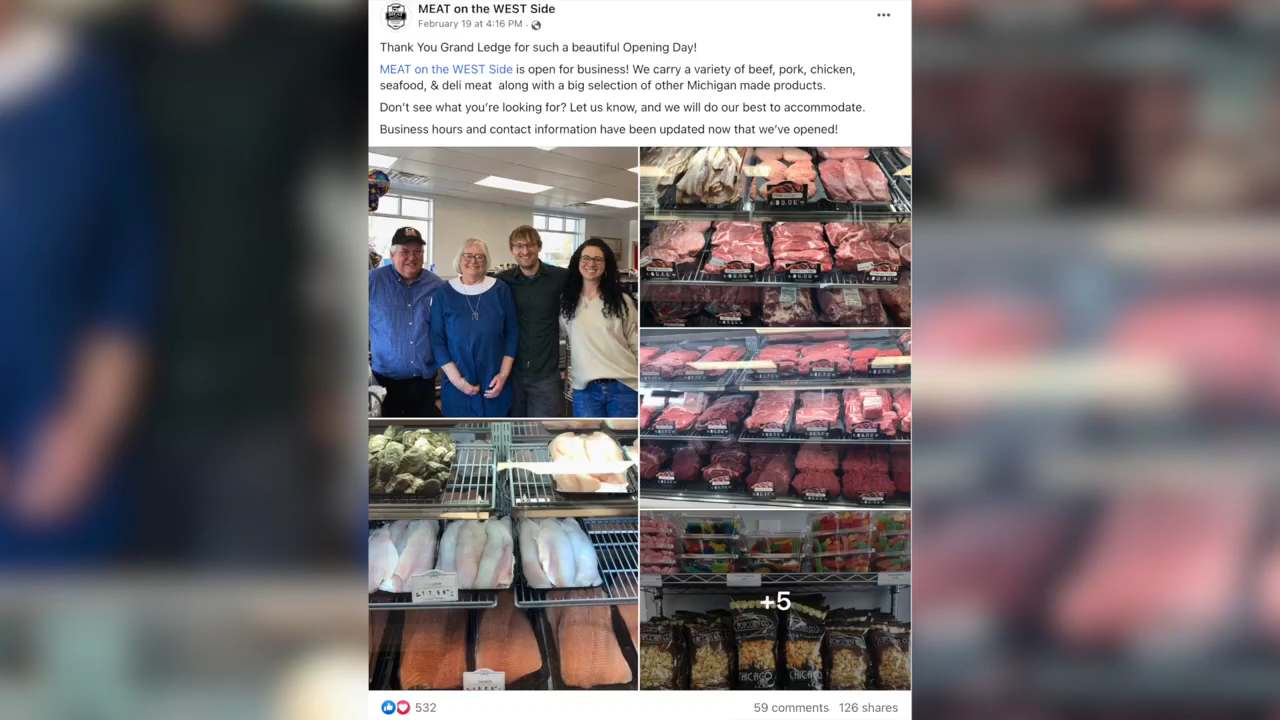 MEAT on the WEST Side
February 19 at 4:16 PM ·
Thank You Grand Ledge for such a beautiful Opening Day!
MEAT on the WEST Side is open for business! We carry a variety of beef, pork, chicken,
seafood, & deli meat along with a big selection of other Michigan made products.
Don't see what you're looking for? Let us know, and we will do our best to accommodate.
Business hours and contact information have been updated now that we've opened!
+5
CHICAGO
CHICAGO
532
59 comments 126 shares